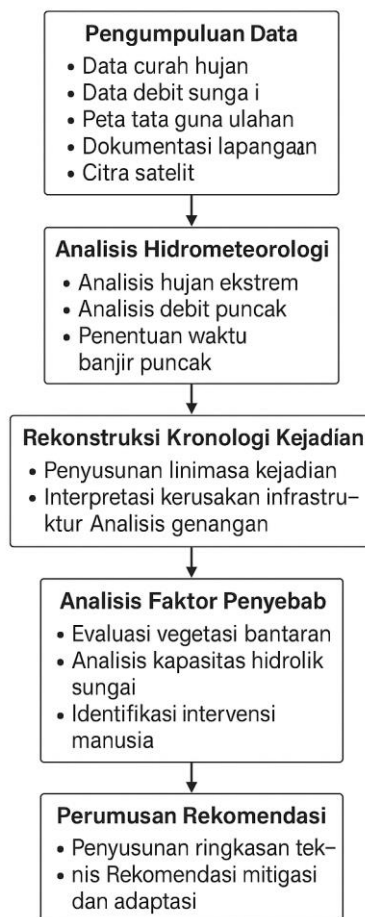 Pengumpuluan Data
• Data curah hujan
• Data debit sunga i
• Peta tata guna ulahan
• Dokumentasi lapangaan
• Citra satelit
Analisis Hidrometeorologi
• Analisis hujan ekstrem
• Analisis debit puncak
• Penentuan waktu
banjir puncak
Rekonstruksi Kronologi Kejadian
• Penyusunan linimasa kejadian
• Interpretasi kerusakan infrastru–
ktur Analisis genangan
Analisis Faktor Penyebab
• Evaluasi vegetasi bantaran
• Analisis kapasitas hidrolik
sungai
• Identifikasi intervensi
manusia
Perumusan Rekomendasi
• Penyusunan ringkasan tek–
• nis Rekomendasi mitigasi
dan adaptasi